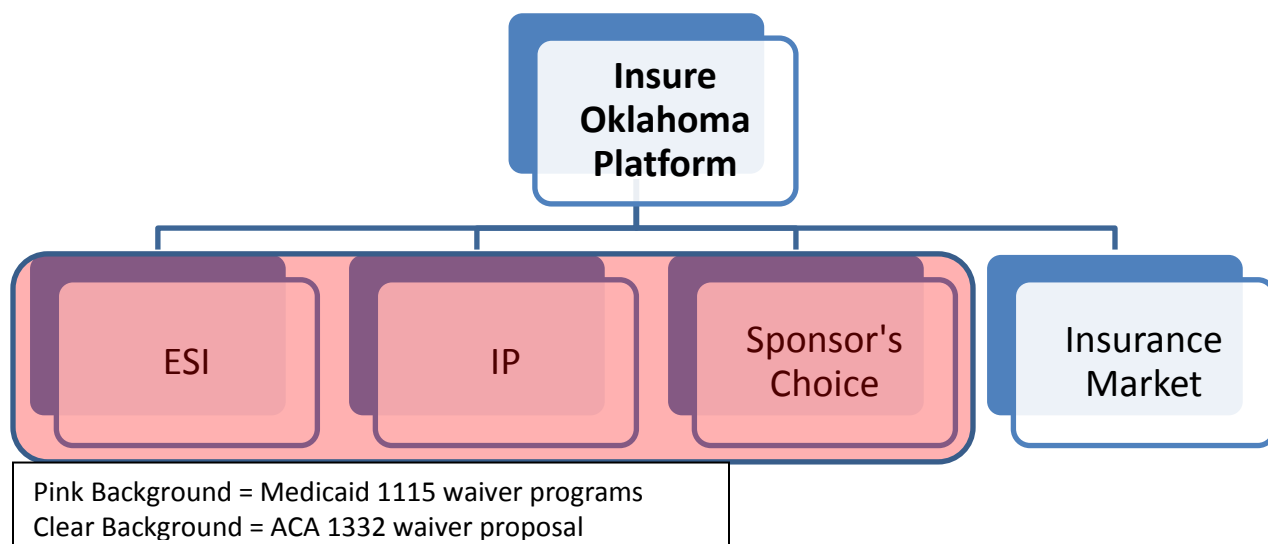 Insure
Oklahoma
Platform
ESI
IP
Sponsor's
Choice
Insurance
Market
Pink Background = Medicaid 1115 waiver programs
Clear Background = ACA 1332 waiver proposal